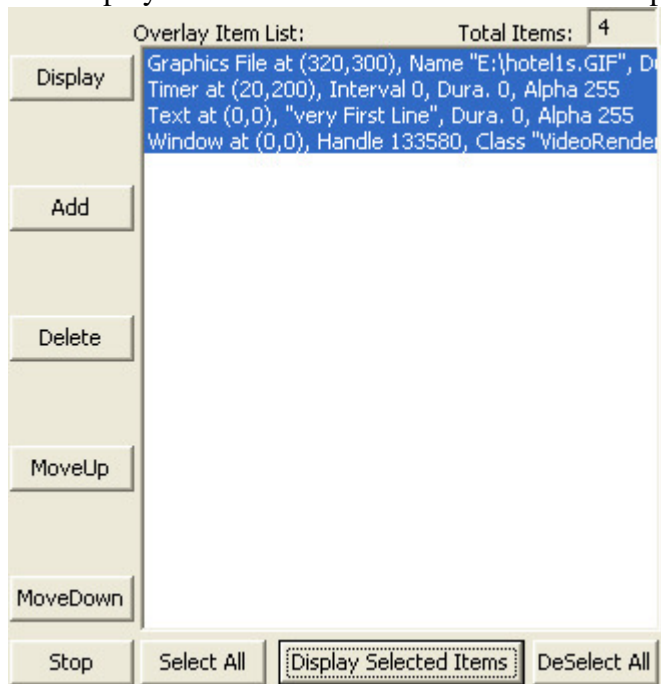 Overlay Item List: Total Items: 4
Display
Graphics File at (320,300), Name "E:\hotel1s.GIF",
Timer at (20,200), Interval 0, Dura. 0, Alpha 255
Text at (0,0), "very First Line", Dura. 0, Alpha 255
Window at (0,0), Handle 133580, Class "VideoRender
Add
Delete
MoveUp
MoveDown
Stop Select All Display Selected Items DeSelect All